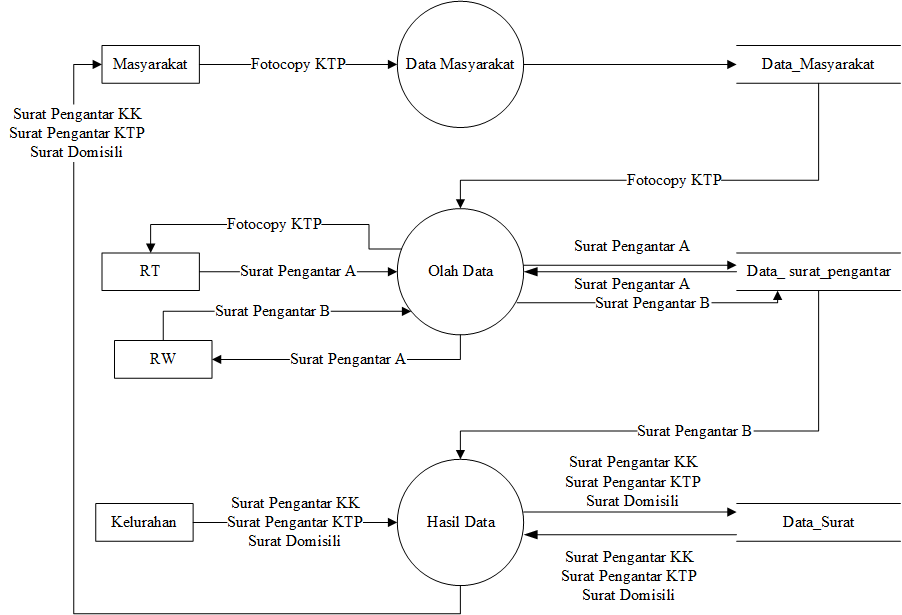 Masyarakat
Fotocopy KTP
Data Masyarakat
Data_Masyarakat
Surat Pengantar KK
Surat Pengantar KTP
Surat Domisili
Fotocopy KTP
Fotocopy KTP
RT
Surat Pengantar A
Olah Data
Surat Pengantar A
Data_ surat_pengantar
Surat Pengantar A
Surat Pengantar B
Surat Pengantar B
RW
Surat Pengantar A
Surat Pengantar B
Surat Pengantar KK
Surat Pengantar KTP
Surat Domisili
Kelurahan
Surat Pengantar KK
Surat Pengantar KTP
Surat Domisili
Hasil Data
Data_Surat
Surat Pengantar KK
Surat Pengantar KTP
Surat Domisili